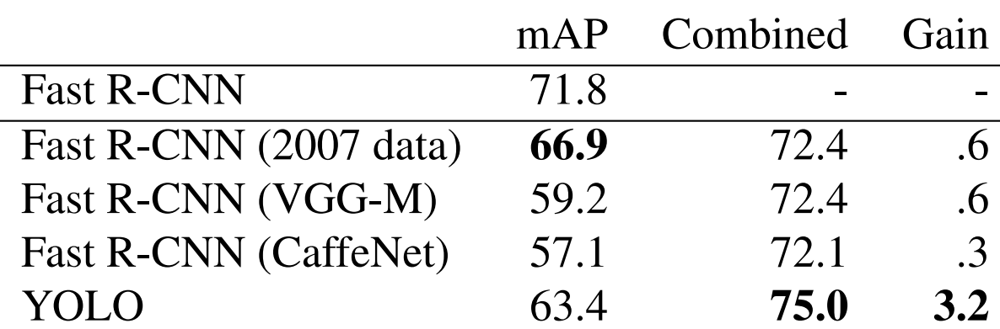 mAP Combined Gain
Fast R-CNN 71.8 - -
Fast R-CNN (2007 data) 66.9 72.4 .6
Fast R-CNN (VGG-M) 59.2 72.4 .6
Fast R-CNN (CaffeNet) 57.1 72.1 .3
YOLO 63.4 75.0 3.2